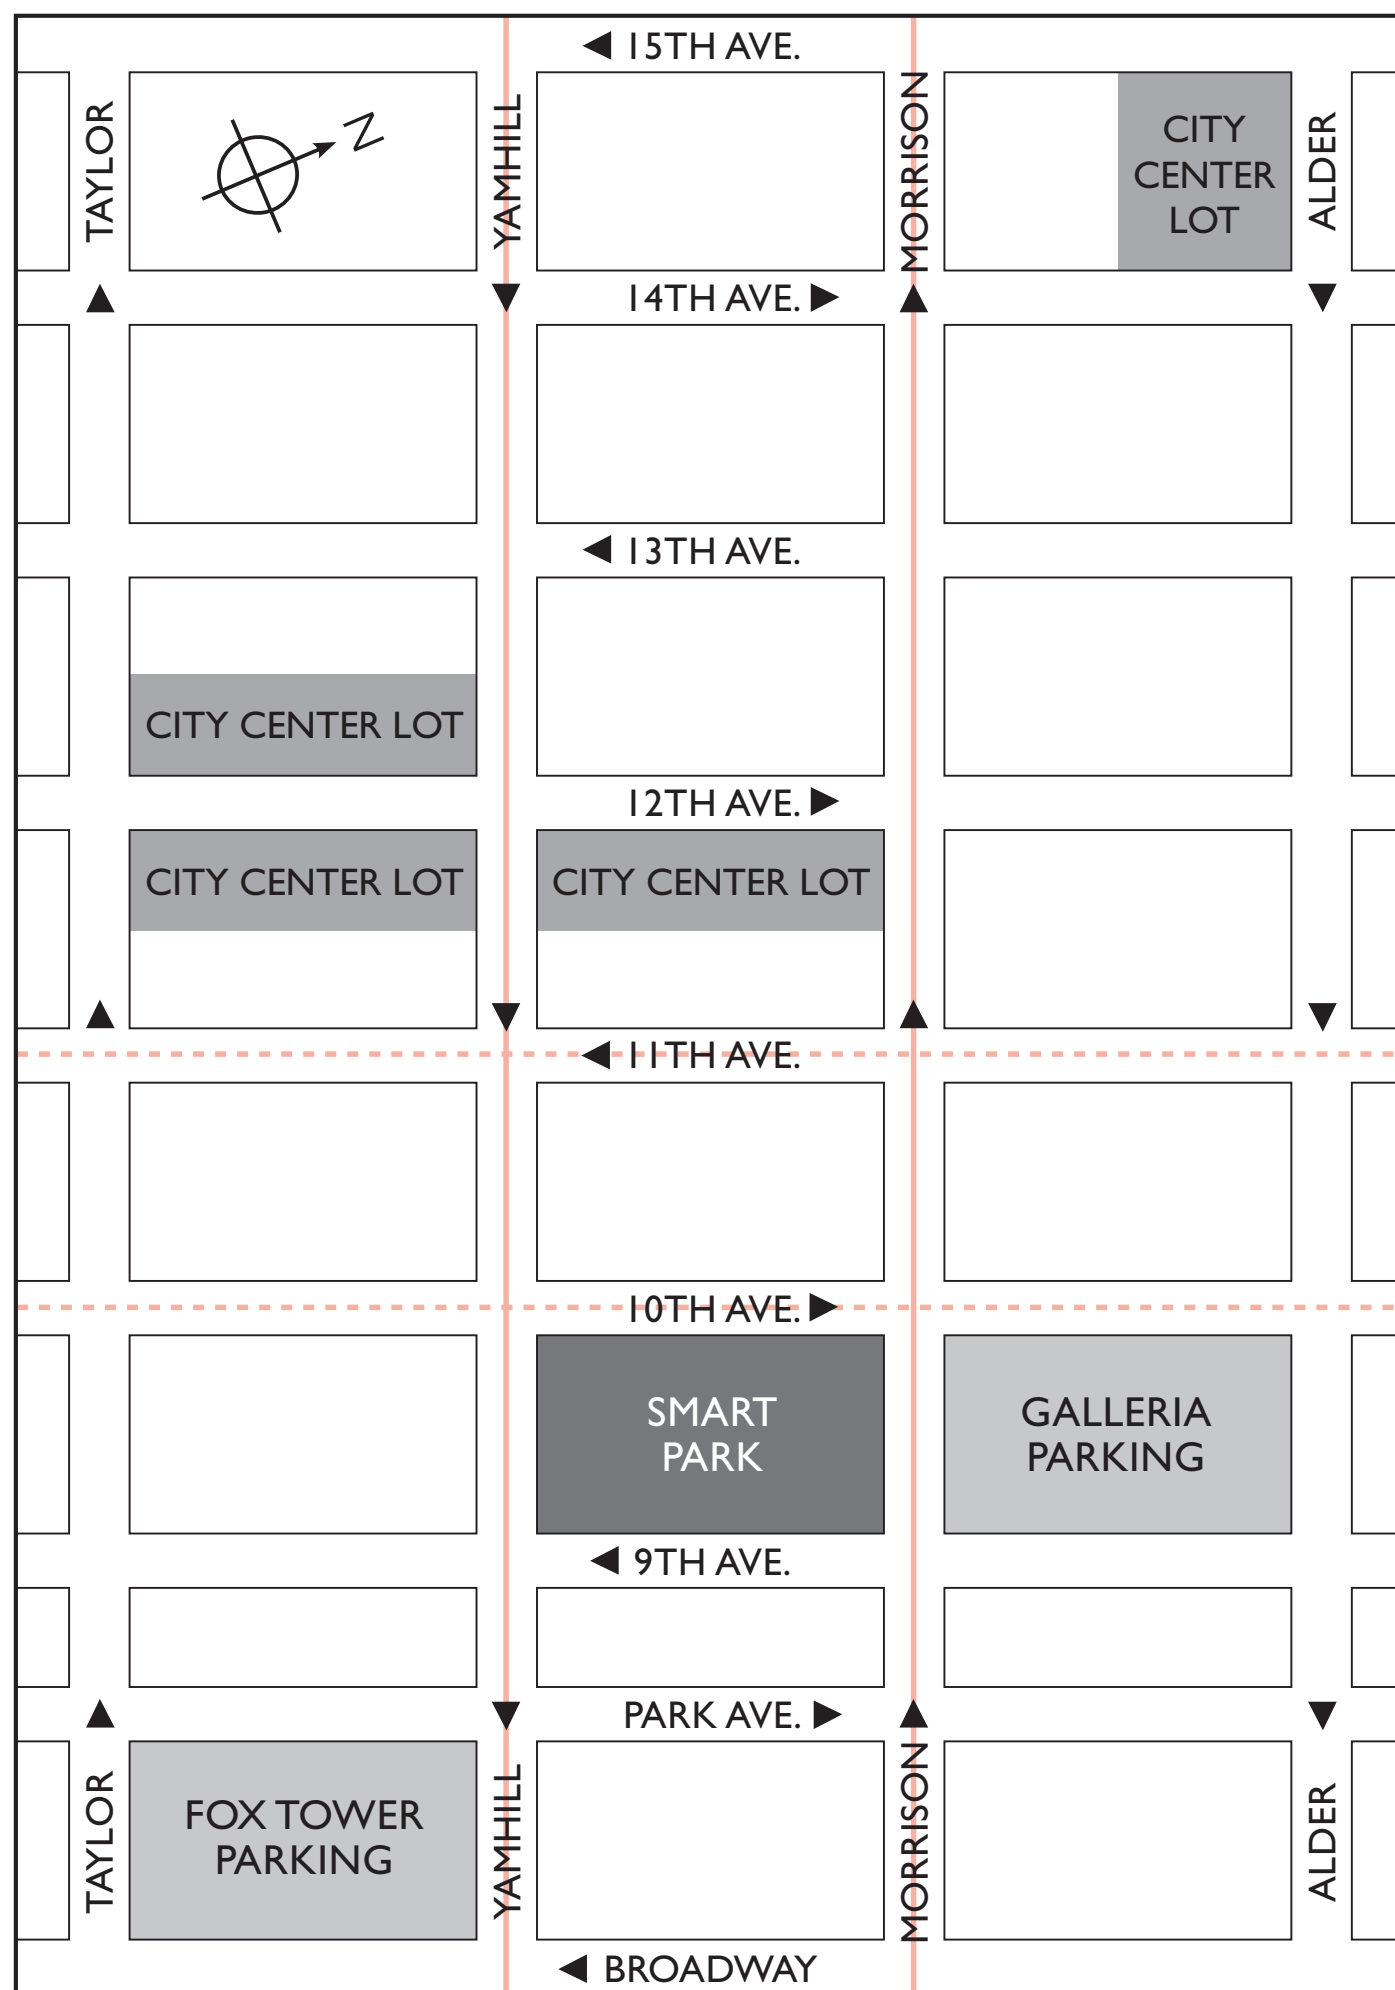 15TH AVE.
N
TAYLOR
YAMHILL
MORRISON
ALDER
CITY
CENTER
LOT
14TH AVE.
13TH AVE.
CITY CENTER LOT
12TH AVE.
CITY CENTER LOT
CITY CENTER LOT
11TH AVE.
10TH AVE.
SMART
PARK
GALLERIA
PARKING
9TH AVE.
PARK AVE.
TAYLOR
FOX TOWER
PARKING
YAMHILL
MORRISON
ALDER
BROADWAY